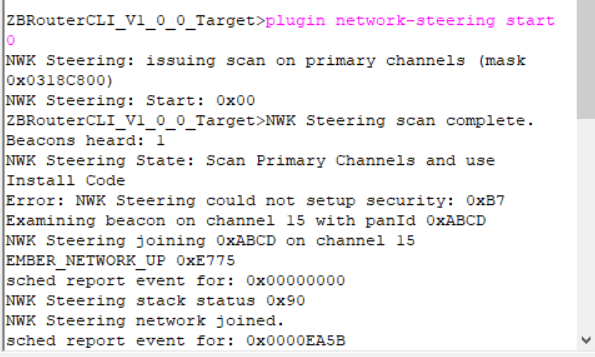 ZBRouterCLI_V1_0_0_Target>plugin network-steering start
0
NWK Steering: issuing scan on primary channels (mask
0x0318C800)
NWK Steering: Start: 0x00
ZBRouterCLI_V1_0_0_Target>NWK Steering scan complete.
Beacons heard: 1
NWK Steering State: Scan Primary Channels and use
Install Code
Error: NWK Steering could not setup security: 0xB7
Examining beacon on channel 15 with panId 0xABCD
NWK Steering joining 0xABCD on channel 15
EMBER_NETWORK_UP 0xE775
sched report event for: 0x00000000
NWK Steering stack status 0x90
NWK Steering network joined.
sched report event for: 0x0000EA5B